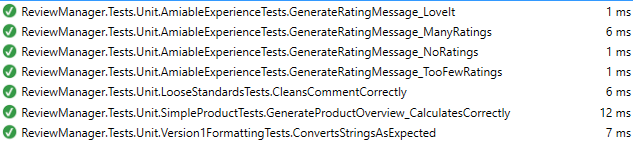 ReviewManager.Tests.Unit.AmiableExperienceTests.GenerateRatingMessage_LoveIt 1 ms
ReviewManager.Tests.Unit.AmiableExperienceTests.GenerateRatingMessage_ManyRatings 6 ms
ReviewManager.Tests.Unit.AmiableExperienceTests.GenerateRatingMessage_NoRatings 1 ms
ReviewManager.Tests.Unit.AmiableExperienceTests.GenerateRatingMessage_TooFewRatings 1 ms
ReviewManager.Tests.Unit.LooseStandardsTests.CleansCommentCorrectly 6 ms
ReviewManager.Tests.Unit.SimpleProductTests.GenerateProductOverview_CalculatesCorrectly 12 ms
ReviewManager.Tests.Unit.Version1FormattingTests.ConvertsStringsAsExpected 7 ms